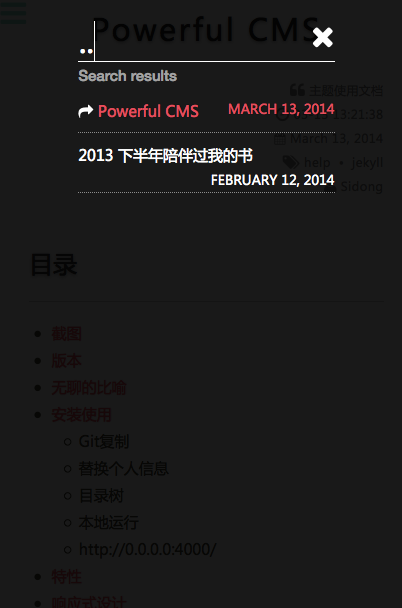 Powerful CMS
..
Search results
Powerful CMS MARCH 13, 2014
2013 下半年陪伴过我的书
FEBRUARY 12, 2014
主题使用文档
13:21:38
March 13, 2014
help • jekyll
Sidong
目录
截图
版本
无聊的比喻
安装使用
Git复制
替换个人信息
目录树
本地运行
http://0.0.0.0:4000/
特性
响应式设计